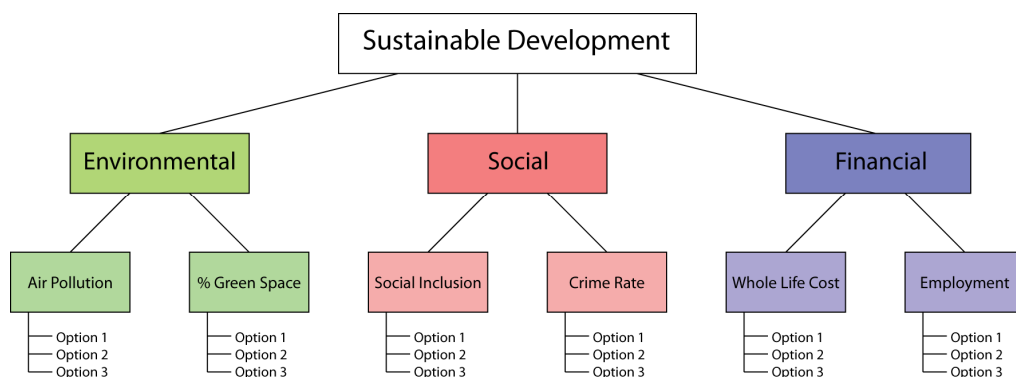 Sustainable Development
Environmental
Social
Financial
Air Pollution
% Green Space
Social Inclusion
Crime Rate
Whole Life Cost
Employment
Option 1
Option 2
Option 3
Option 1
Option 2
Option 3
Option 1
Option 2
Option 3
Option 1
Option 2
Option 3
Option 1
Option 2
Option 3
Option 1
Option 2
Option 3